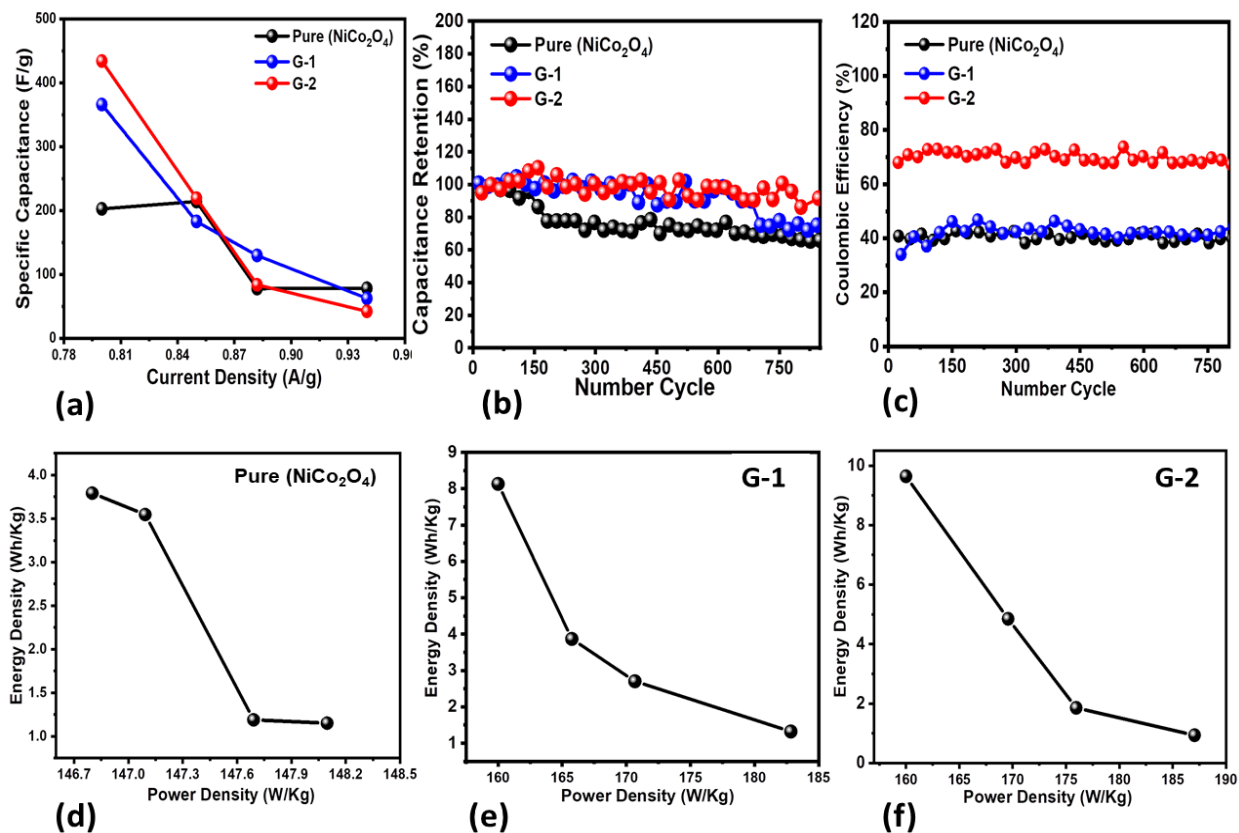 500
400
300
200
100
0
Specific Capacitance (F/g)
Pure (NiCo₂O₄)
G-1
G-2
0.78 0.81 0.84 0.87 0.90 0.93 0.96
Current Density (A/g)
(a)
200
180
160
140
120
100
80
60
40
20
0
Capacitance Retention (%)
Pure (NiCo₂O₄)
G-1
G-2
0 150 300 450 600 750
Number Cycle
(b)
120
100
80
60
40
20
0
Coulombic Efficiency (%)
Pure (NiCo₂O₄)
G-1
G-2
0 150 300 450 600 750
Number Cycle
(c)
4.0
3.5
3.0
2.5
2.0
1.5
1.0
Energy Density (Wh/Kg)
Pure (NiCo₂O₄)
146.7 147.0 147.3 147.6 147.9 148.2 148.5
Power Density (W/Kg)
(d)
9
8
7
6
5
4
3
2
1
Energy Density (Wh/Kg)
G-1
160 165 170 175 180 185
Power Density (W/Kg)
(e)
10
8
6
4
2
0
Energy Density (Wh/Kg)
G-2
160 165 170 175 180 185 190
Power Density (W/Kg)
(f)